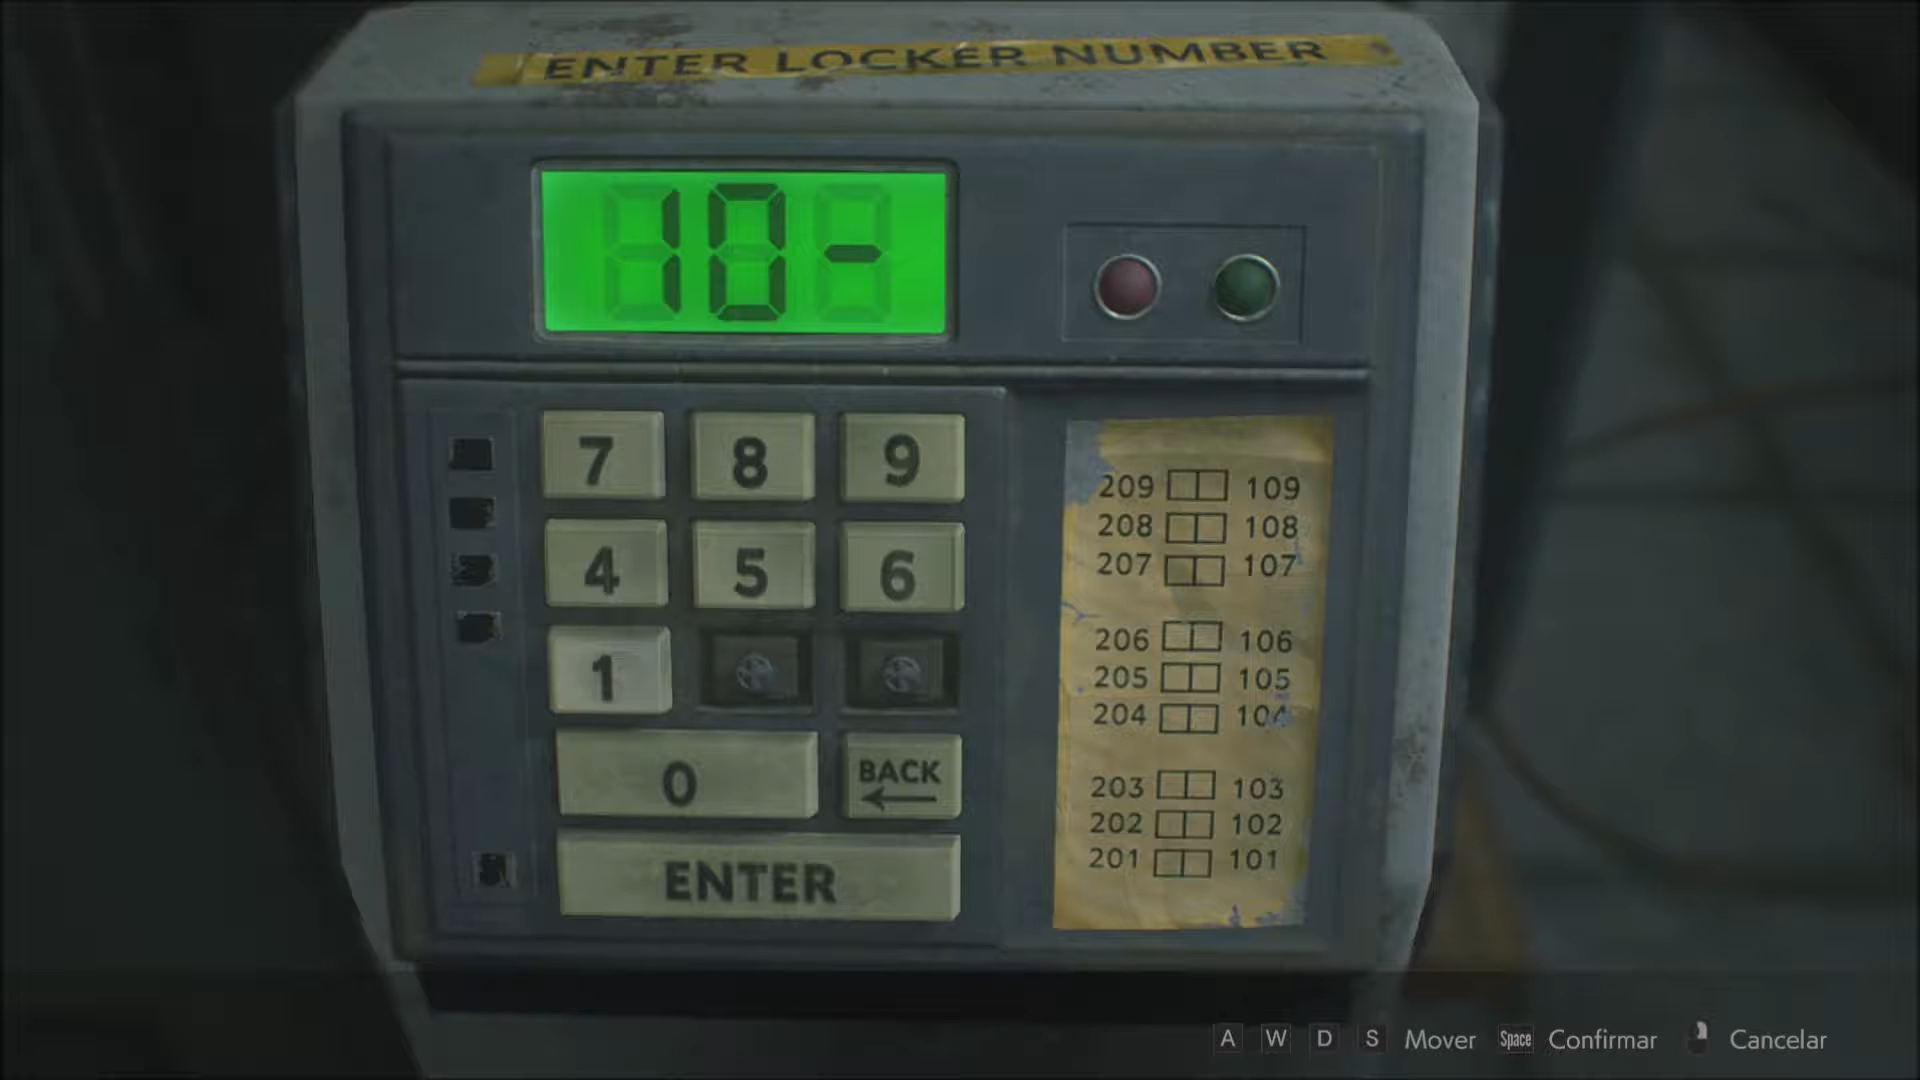 ENTER LOCKER NUMBER
10-
7 8 9
4 5 6
1
0 BACK
ENTER
209 109
208 108
207 107
206 106
205 105
204 104
203 103
202 102
201 101
A W D S Mover Space Confirmar Cancelar